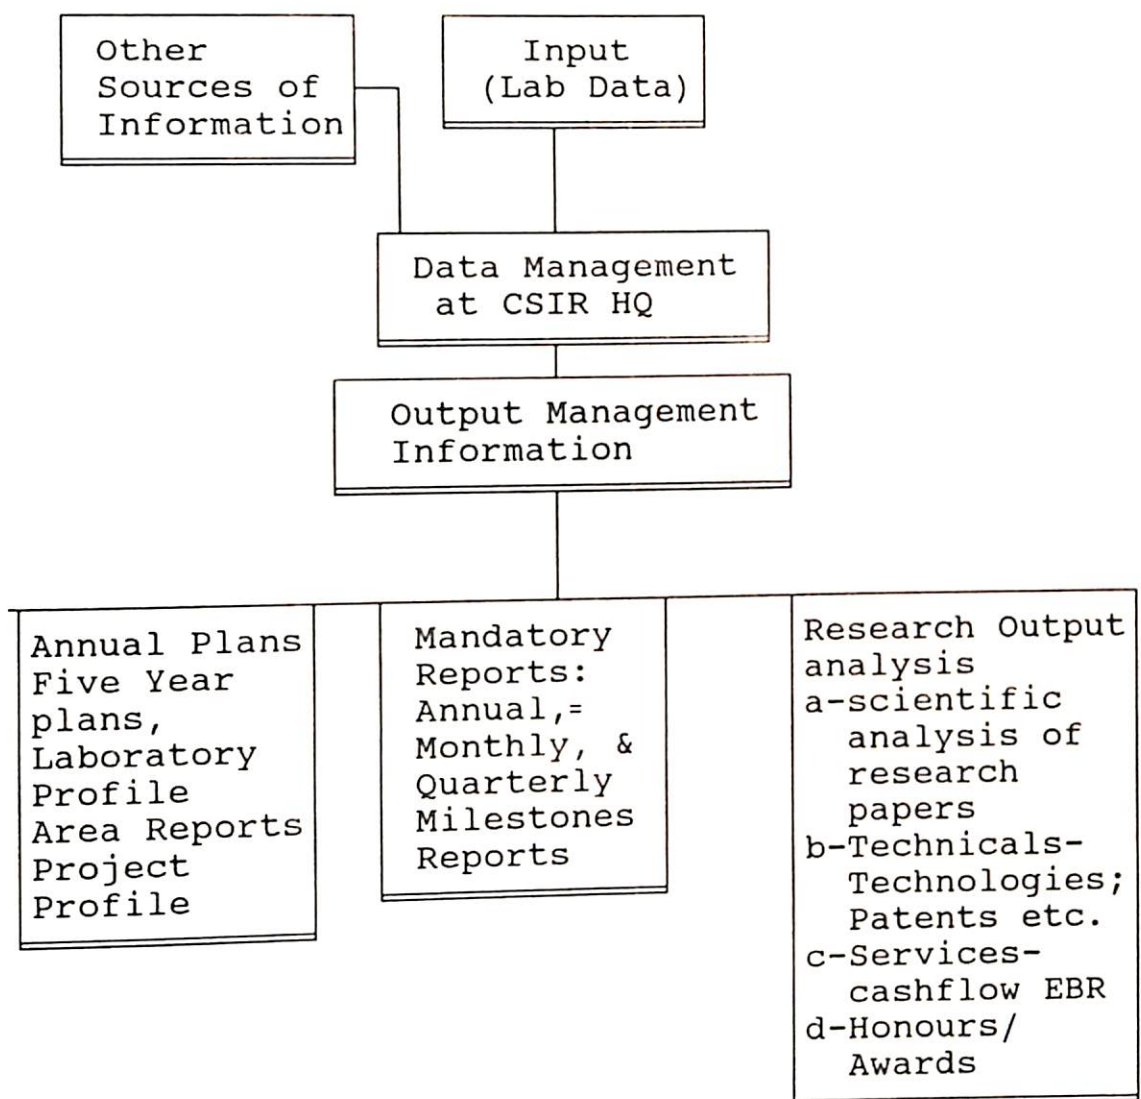 Other
Sources of
Information
Input
(Lab Data)
Data Management
at CSIR HQ
Output Management
Information
Annual Plans
Five Year
plans,
Laboratory
Profile
Area Reports
Project
Profile
Mandatory
Reports:
Annual,=
Monthly, &
Quarterly
Milestones
Reports
Research Output
analysis
a-scientific
analysis of
research
papers
b-Technicals-
Technologies;
Patents etc.
c-Services-
cashflow EBR
d-Honours/
Awards